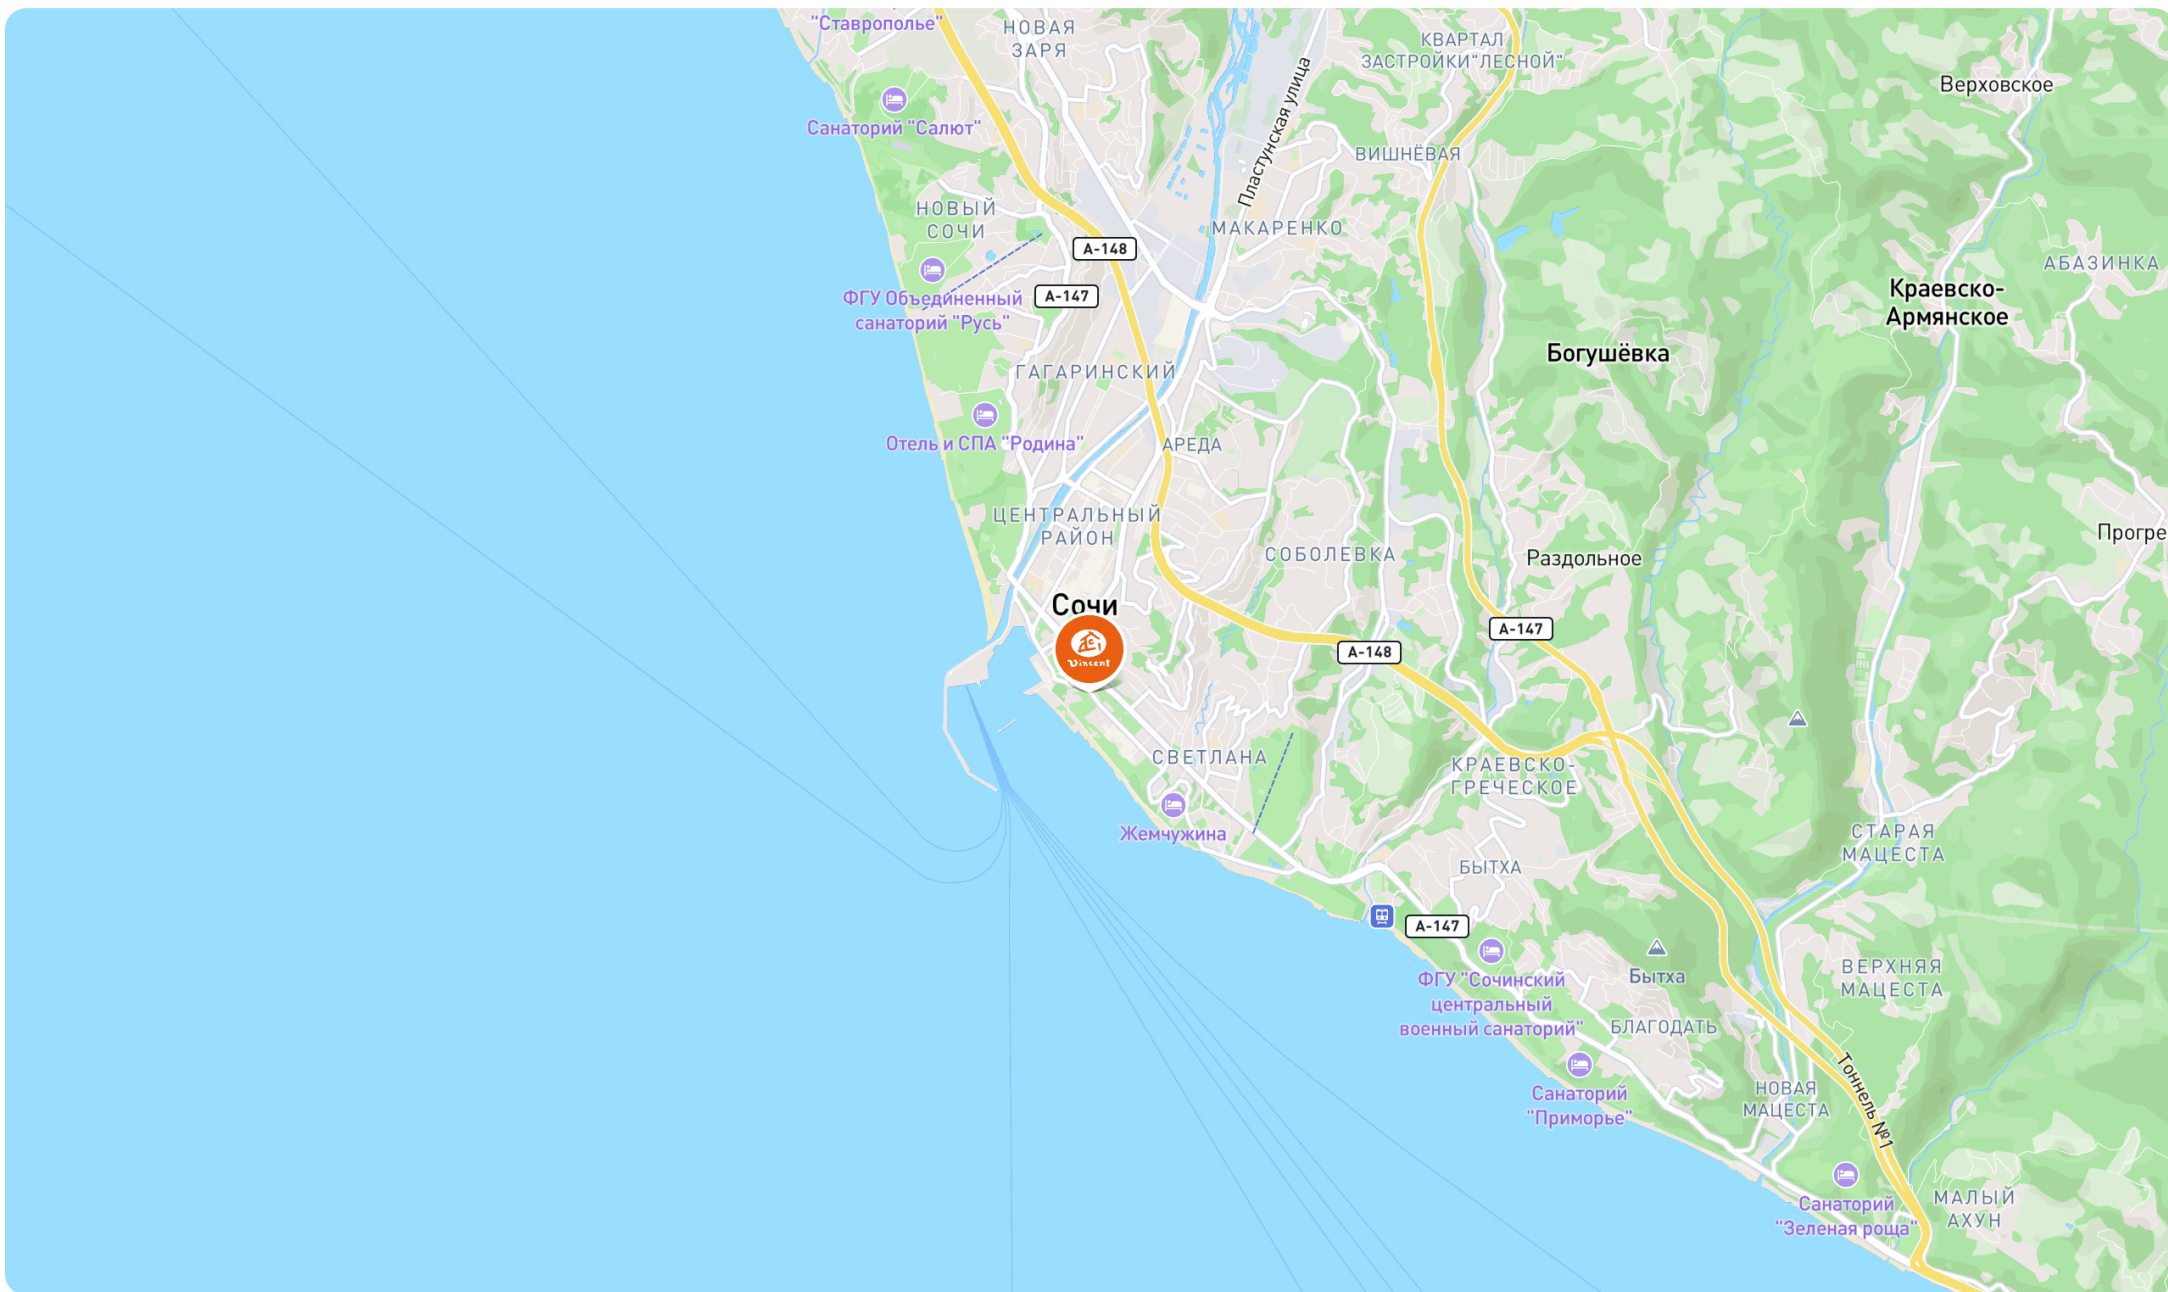 "Ставрополье"
НОВАЯ
ЗАРЯ
КВАРТАЛ
ЗАСТРОЙКИ"ЛЕСНОЙ"
Верховское
Санаторий "Салют"
Пластунская улица
ВИШНЁВАЯ
НОВЫЙ
СОЧИ
МАКАРЕНКО
А-148
АБАЗИНКА
ФГУ Объединенный
санаторий "Русь"
А-147
Краевско-
Армянское
Богушёвка
ГАГАРИНСКИЙ
Отель и СПА "Родина"
АРЕДА
ЦЕНТРАЛЬНЫЙ
РАЙОН
СОБОЛЕВКА
Раздольное
Прогре
Сочи
Vincent
А-147
А-148
СВЕТЛАНА
КРАЕВСКО-
ГРЕЧЕСКОЕ
Жемчужина
СТАРАЯ
МАЦЕСТА
БЫТХА
А-147
ФГУ "Сочинский
центральный
военный санаторий"
Бытха
ВЕРХНЯЯ
МАЦЕСТА
БЛАГОДАТЬ
Санаторий
"Приморье"
НОВАЯ
МАЦЕСТА
Тоннель №1
Санаторий
"Зеленая роща"
МАЛЫЙ
АХУН